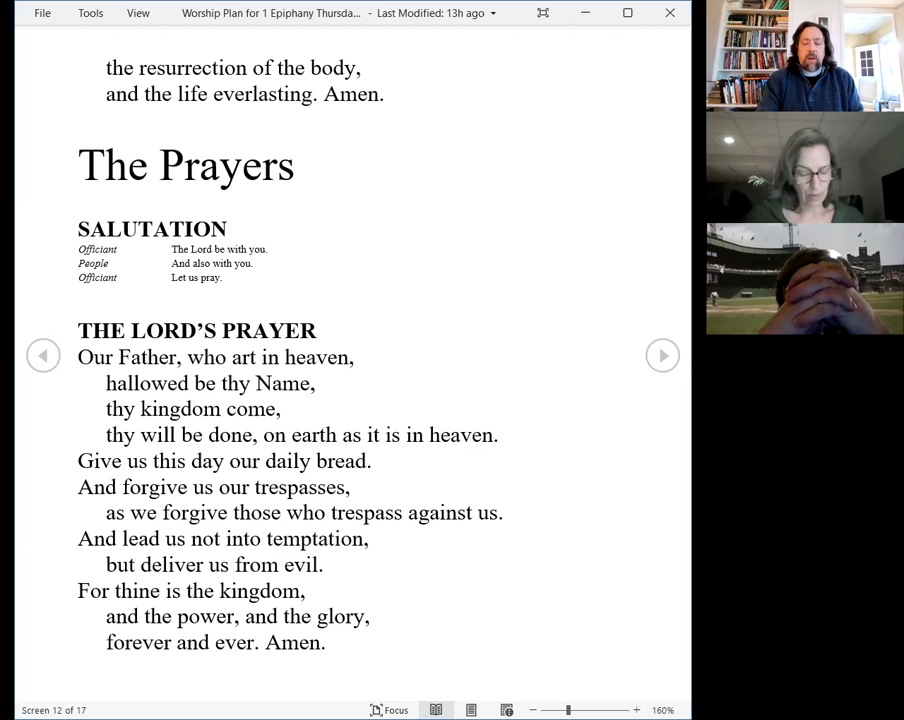 File Tools View Worship Plan for 1 Epiphany Thursda... - Last Modified: 13h ago
the resurrection of the body,
and the life everlasting. Amen.
The Prayers
SALUTATION
Officiant The Lord be with you.
People And also with you.
Officiant Let us pray.
THE LORD’S PRAYER
Our Father, who art in heaven,
hallowed be thy Name,
thy kingdom come,
thy will be done, on earth as it is in heaven.
Give us this day our daily bread.
And forgive us our trespasses,
as we forgive those who trespass against us.
And lead us not into temptation,
but deliver us from evil.
For thine is the kingdom,
and the power, and the glory,
forever and ever. Amen.
Screen 12 of 17 Focus 160%